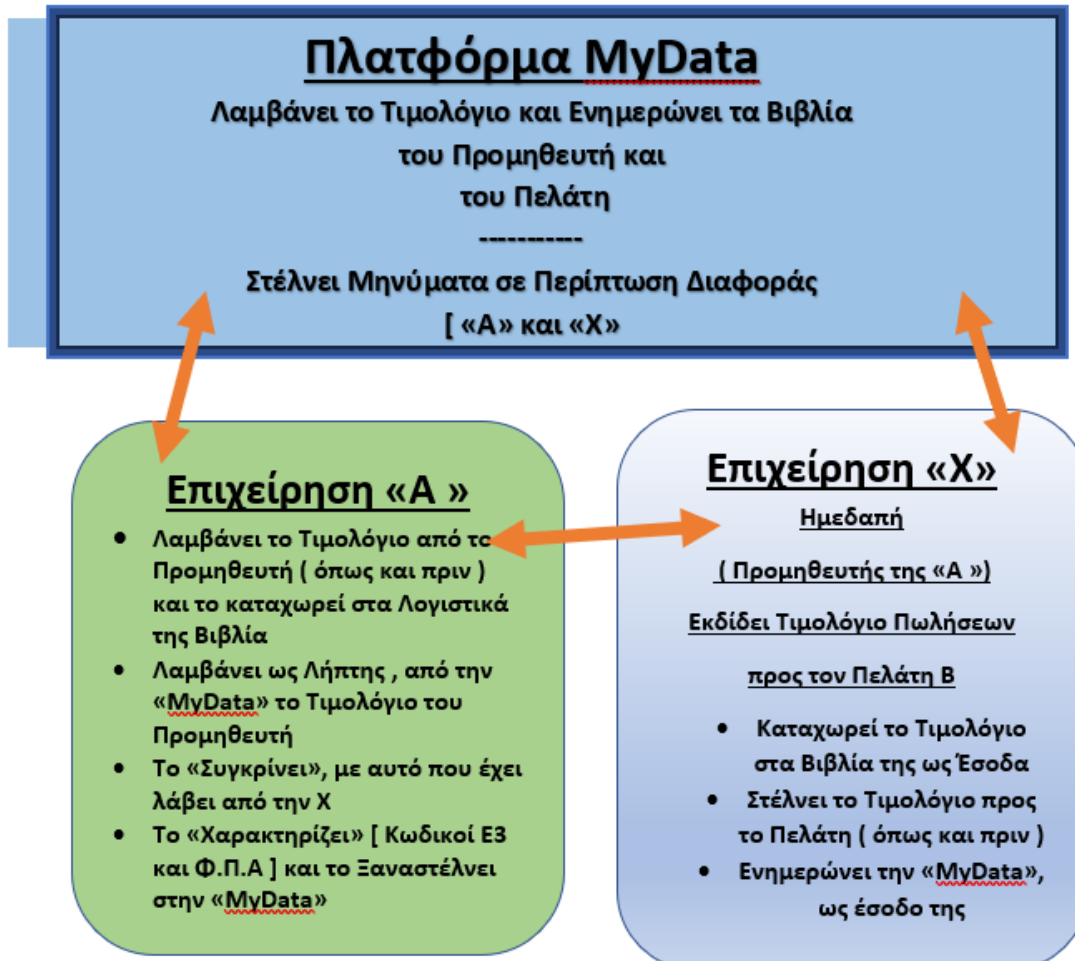 Πλατφόρμα MyData
Λαμβάνει το Τιμολόγιο και Ενημερώνει τα Βιβλία
του Προμηθευτή και
του Πελάτη
-----------
Στέλνει Μηνύματα σε Περίπτωση Διαφοράς
[ «Α» και «Χ»
Επιχείρηση «Α »
• Λαμβάνει το Τιμολόγιο από το
Προμηθευτή ( όπως και πριν )
και το καταχωρεί στα Λογιστικά
της Βιβλία
• Λαμβάνει ως Λήπτης , από την
«MyData» το Τιμολόγιο του
Προμηθευτή
• Το «Συγκρίνει», με αυτό που έχει
λάβει από την Χ
• Το «Χαρακτηρίζει» [ Κωδικοί Ε3
και Φ.Π.Α ] και το Ξαναστέλνει
στην «MyData»
Επιχείρηση «Χ»
Ημεδαπή
( Προμηθευτής της «Α »)
Εκδίδει Τιμολόγιο Πωλήσεων
προς τον Πελάτη Β
• Καταχωρεί το Τιμολόγιο
στα Βιβλία της ως Έσοδα
• Στέλνει το Τιμολόγιο προς
το Πελάτη ( όπως και πριν )
• Ενημερώνει την «MyData»,
ως έσοδο της